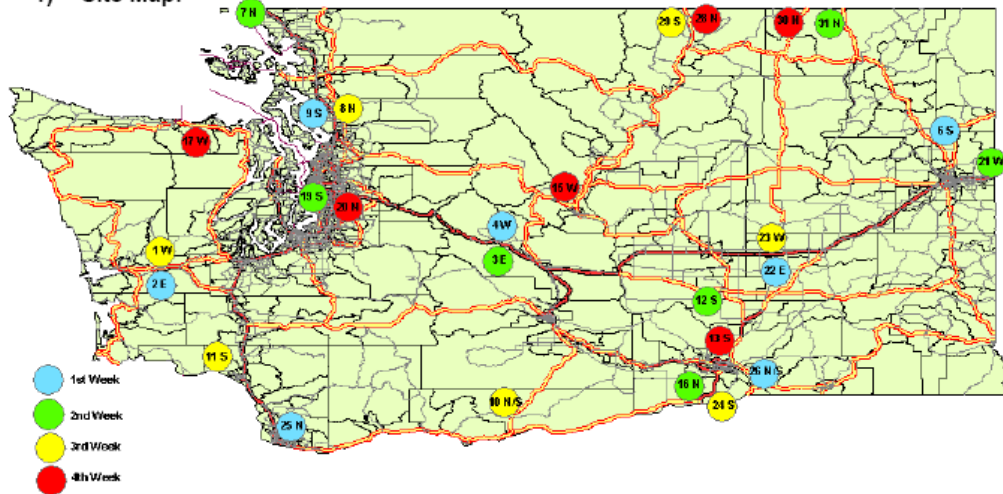 Site Map:
7 N
29 S
28 N
30 N
31 N
9 S
8 N
6 S
17 W
21 W
15 W
19 S
20 N
4 W
23 W
1 W
3 E
22 E
2 E
12 S
13 S
11 S
26 N/S
1st Week
16 N
2nd Week
10 N/S
24 S
25 N
3rd Week
4th Week